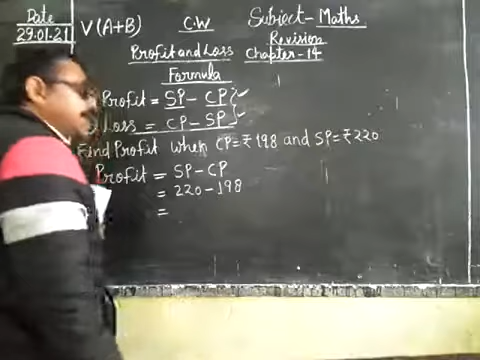 Date
29.01.21
V (A+B)
C.W
Subject - Maths
Revision
Profit and Loss
Chapter - 14
Formula
Profit = SP - CP
Loss = CP - SP
Find Profit when CP = ₹ 198 and SP = ₹ 220
Profit = SP - CP
= 220 - 198
=